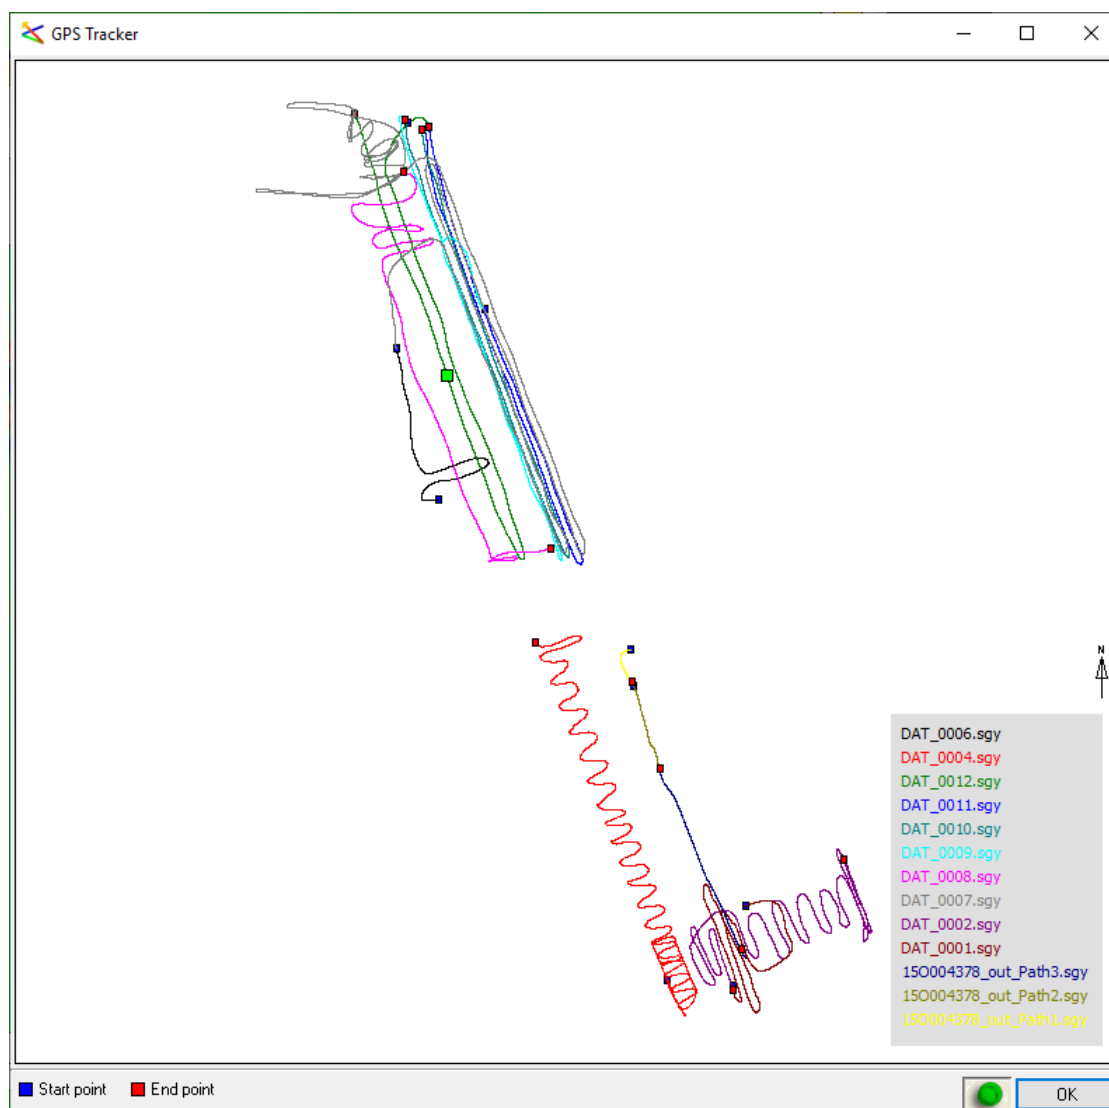 GPS Tracker
N
DAT_0006.sgy
DAT_0004.sgy
DAT_0012.sgy
DAT_0011.sgy
DAT_0010.sgy
DAT_0009.sgy
DAT_0008.sgy
DAT_0007.sgy
DAT_0002.sgy
DAT_0001.sgy
15O004378_out_Path3.sgy
15O004378_out_Path2.sgy
15O004378_out_Path1.sgy
Start point End point
OK